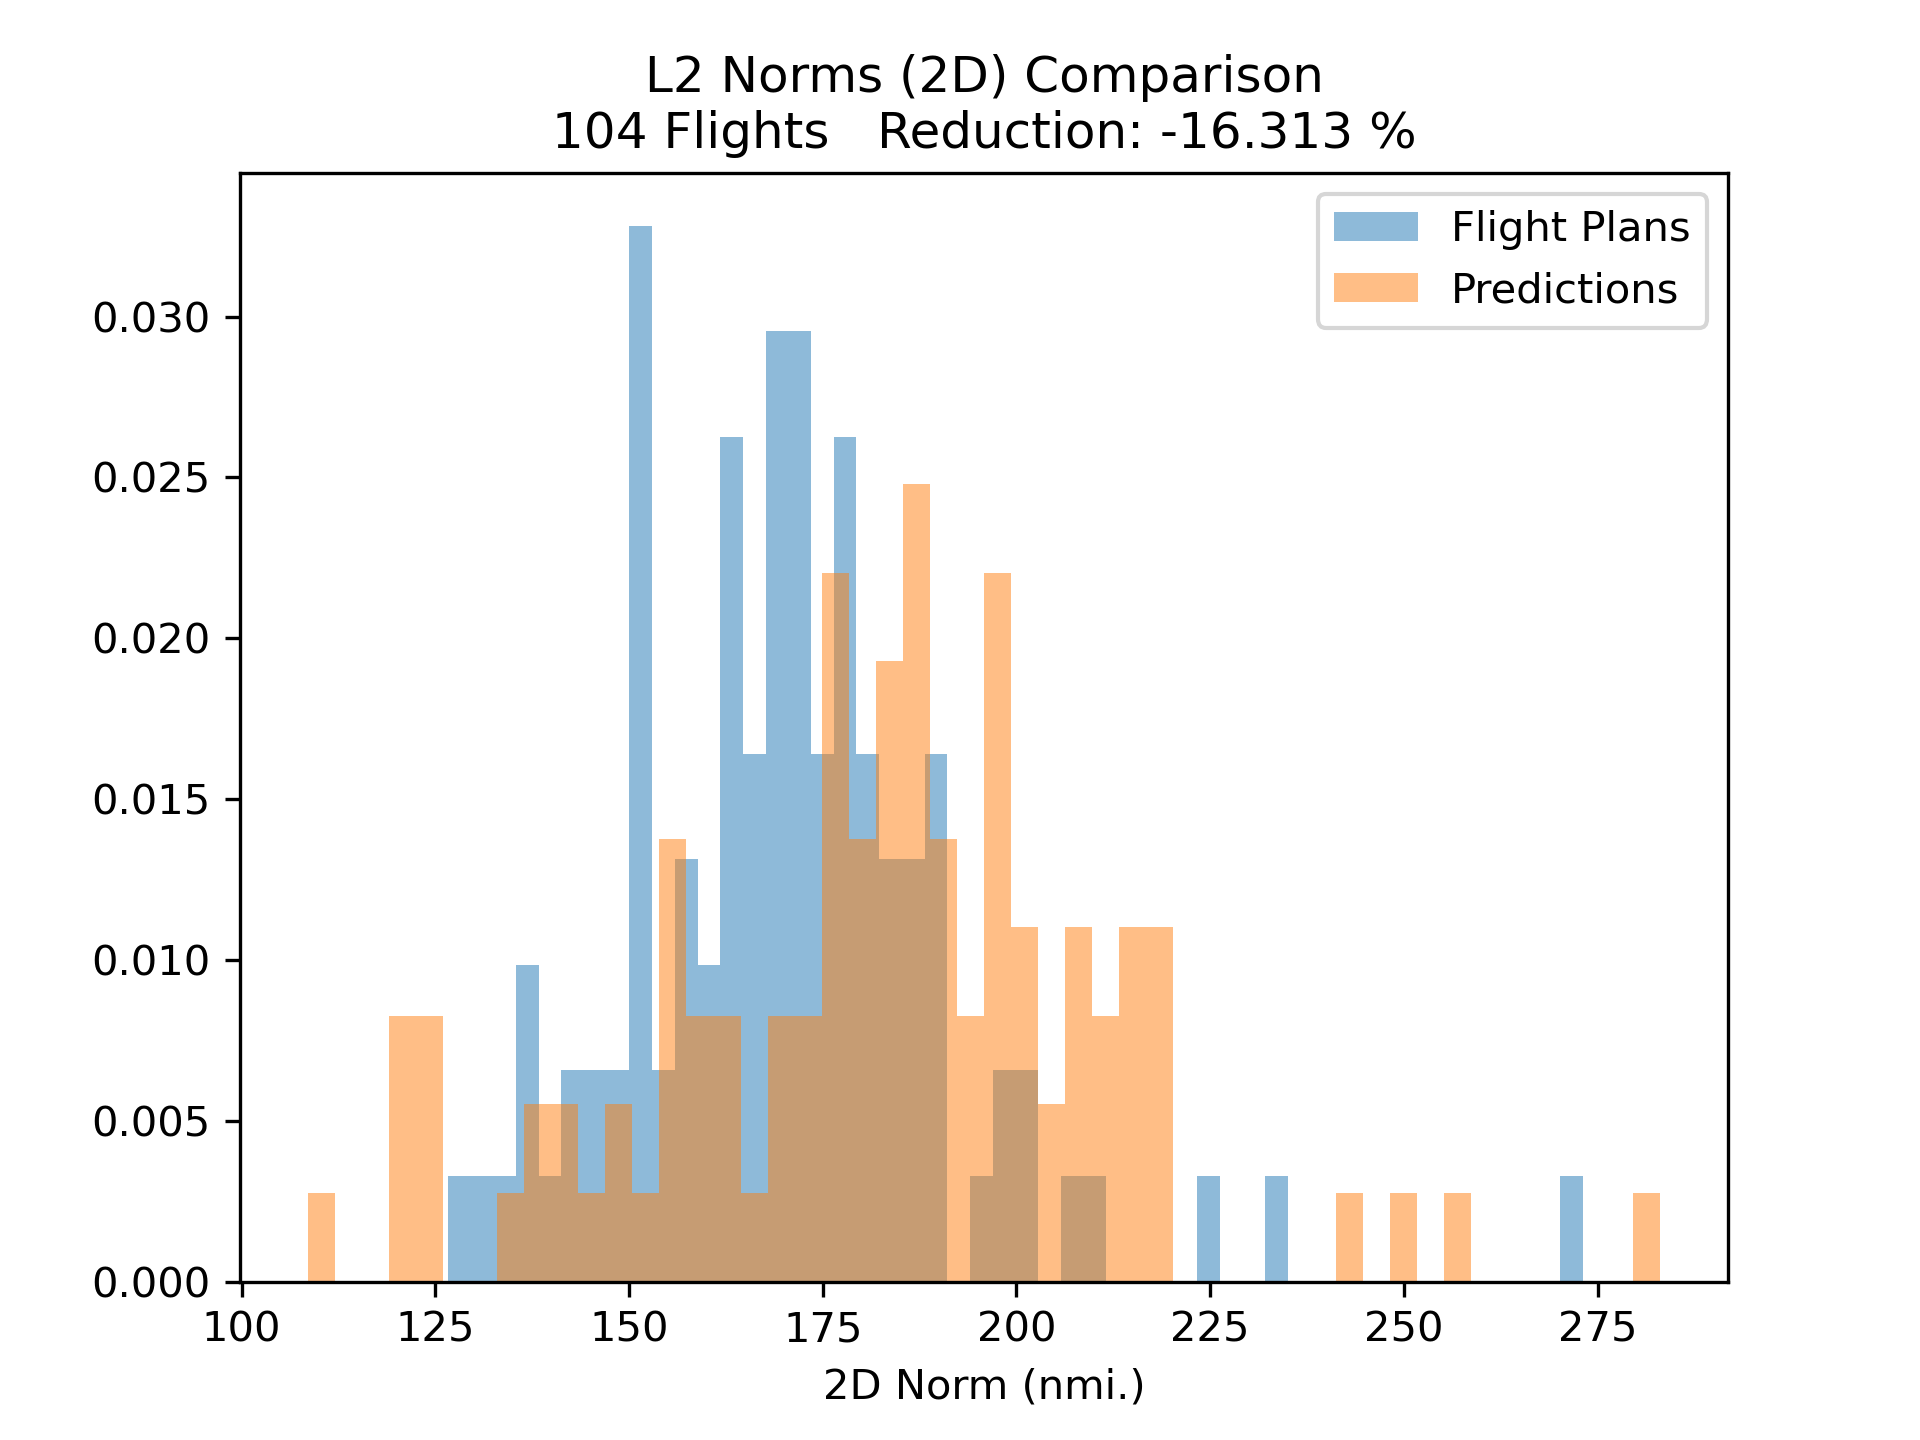 L2 Norms (2D) Comparison
104 Flights   Reduction: -16.313 %
Flight Plans
Predictions
0.030
0.025
0.020
0.015
0.010
0.005
0.000
100 125 150 175 200 225 250 275
2D Norm (nmi.)